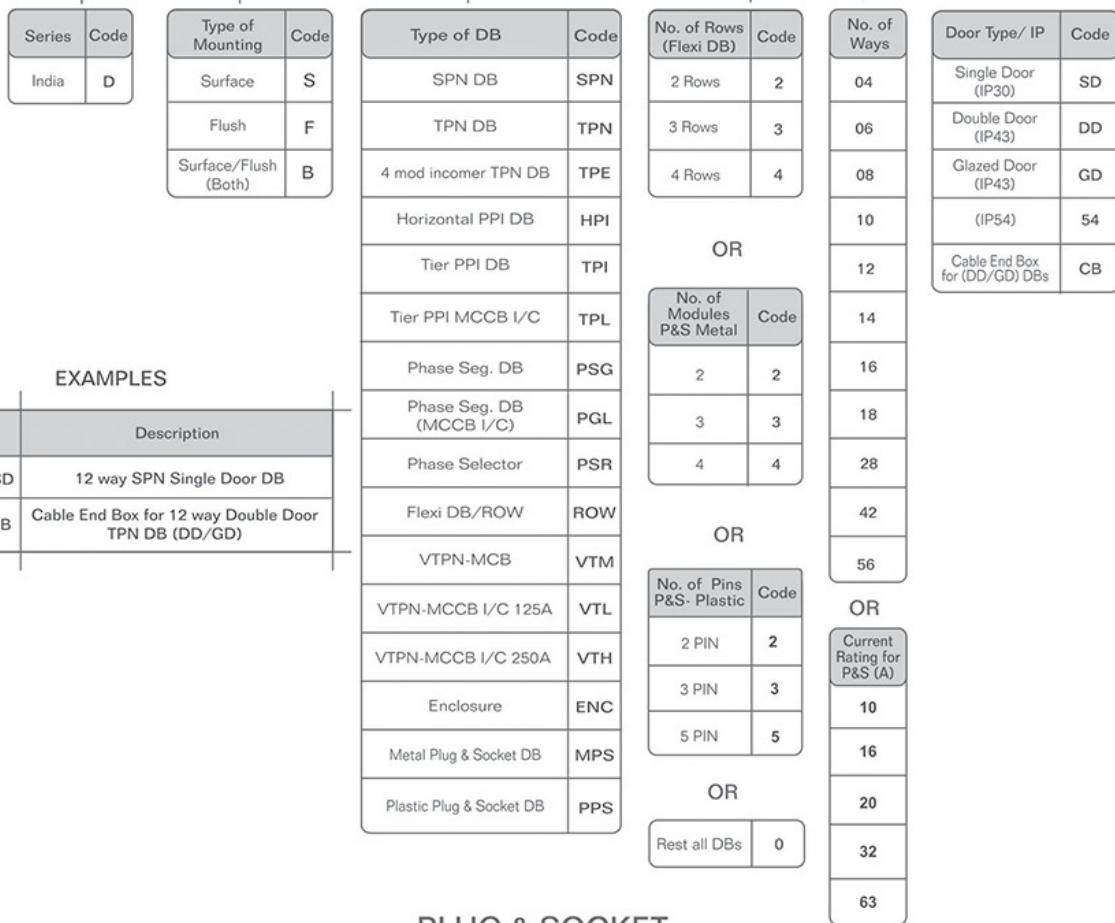 Series Code
India D
Type of
Mounting Code
Surface S
Flush F
Surface/Flush
(Both) B
Type of DB Code
SPN DB SPN
TPN DB TPN
4 mod incomer TPN DB TPE
Horizontal PPI DB HPI
Tier PPI DB TPI
Tier PPI MCCB I/C TPL
Phase Seg. DB PSG
Phase Seg. DB
(MCCB I/C) PGL
Phase Selector PSR
Flexi DB/ROW ROW
VTPN-MCB VTM
VTPN-MCCB I/C 125A VTL
VTPN-MCCB I/C 250A VTH
Enclosure ENC
Metal Plug & Socket DB MPS
Plastic Plug & Socket DB PPS
No. of Rows
(Flexi DB) Code
2 Rows 2
3 Rows 3
4 Rows 4
OR
No. of
Modules
P&S Metal Code
2 2
3 3
4 4
OR
No. of Pins
P&S- Plastic Code
2 PIN 2
3 PIN 3
5 PIN 5
OR
Rest all DBs 0
No. of
Ways
04
06
08
10
12
14
16
18
28
42
56
OR
Current
Rating for
P&S (A)
10
16
20
32
63
Door Type/ IP Code
Single Door
(IP30) SD
Double Door
(IP43) DD
Glazed Door
(IP43) GD
(IP54) 54
Cable End Box
for (DD/GD) DBs CB
EXAMPLES
Description
12 way SPN Single Door DB
B Cable End Box for 12 way Double Door
TPN DB (DD/GD)
PLUG & SOCKET